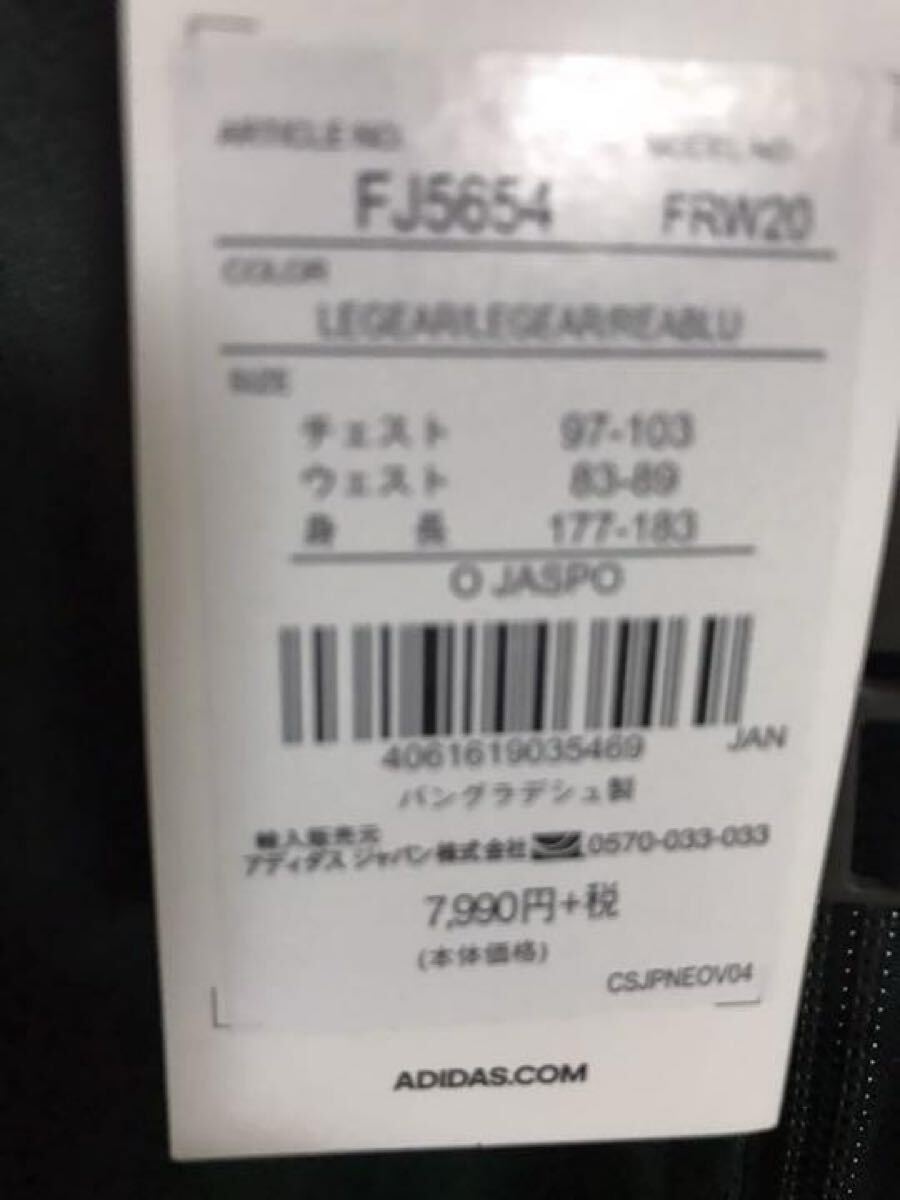 ARTICLE NO. MODEL NO.
FJ5654 FRW20
COLOR
LEGEAR/LEGEAR/REABLU
SIZE
チェスト 97-103
ウェスト 83-89
身 長 177-183
O JASPO
4061619035469 JAN
バングラデシュ製
輸入販売元
アディダス ジャパン株式会社 0570-033-033
7,990円+税
(本体価格)
CSJPNEOV04
ADIDAS.COM